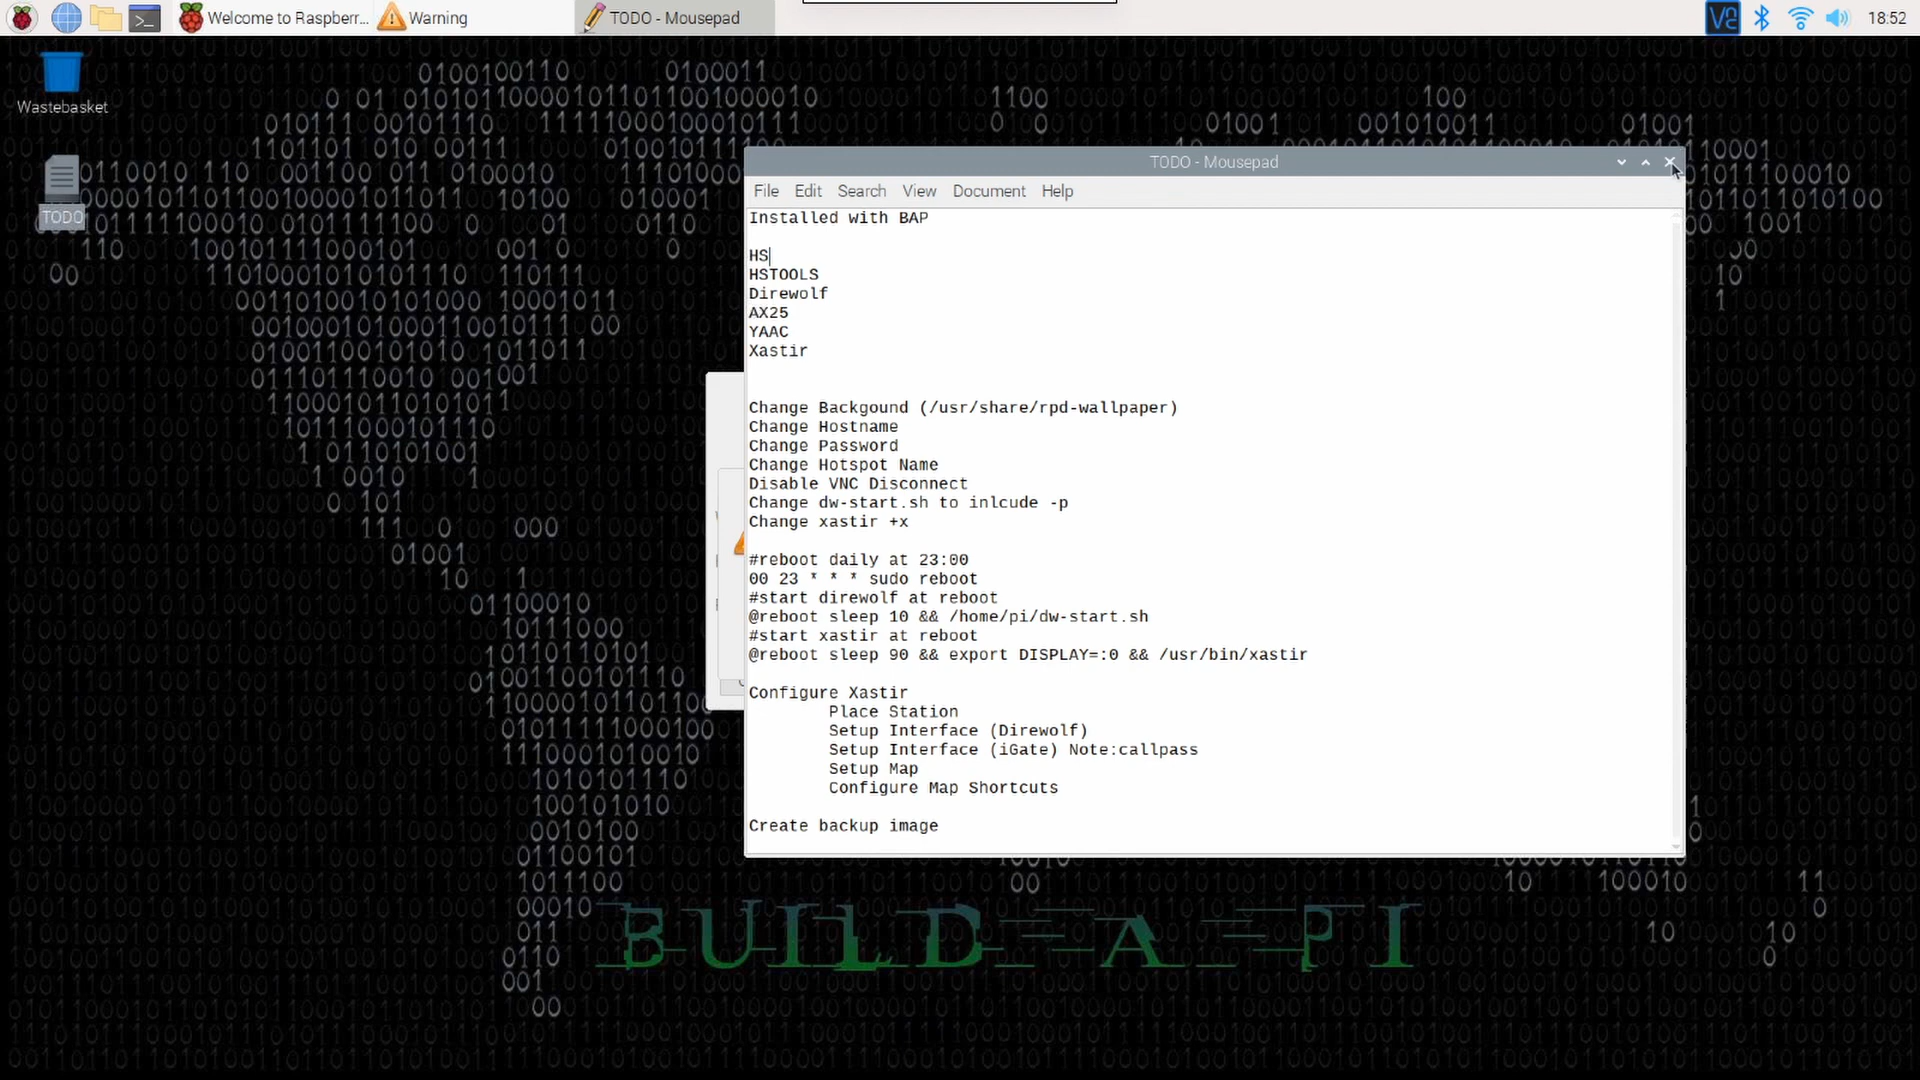 Welcome to Raspberr...
Warning
TODO - Mousepad
18:52
Wastebasket
TODO
TODO - Mousepad
File Edit Search View Document Help
Installed with BAP
HS
HSTOOLS
Direwolf
AX25
YAAC
Xastir
Change Backgound (/usr/share/rpd-wallpaper)
Change Hostname
Change Password
Change Hotspot Name
Disable VNC Disconnect
Change dw-start.sh to inlcude -p
Change xastir +x
#reboot daily at 23:00
00 23 * * * sudo reboot
#start direwolf at reboot
@reboot sleep 10 && /home/pi/dw-start.sh
#start xastir at reboot
@reboot sleep 90 && export DISPLAY=:0 && /usr/bin/xastir
Configure Xastir
Place Station
Setup Interface (Direwolf)
Setup Interface (iGate) Note:callpass
Setup Map
Configure Map Shortcuts
Create backup image
BUILD-A-PI